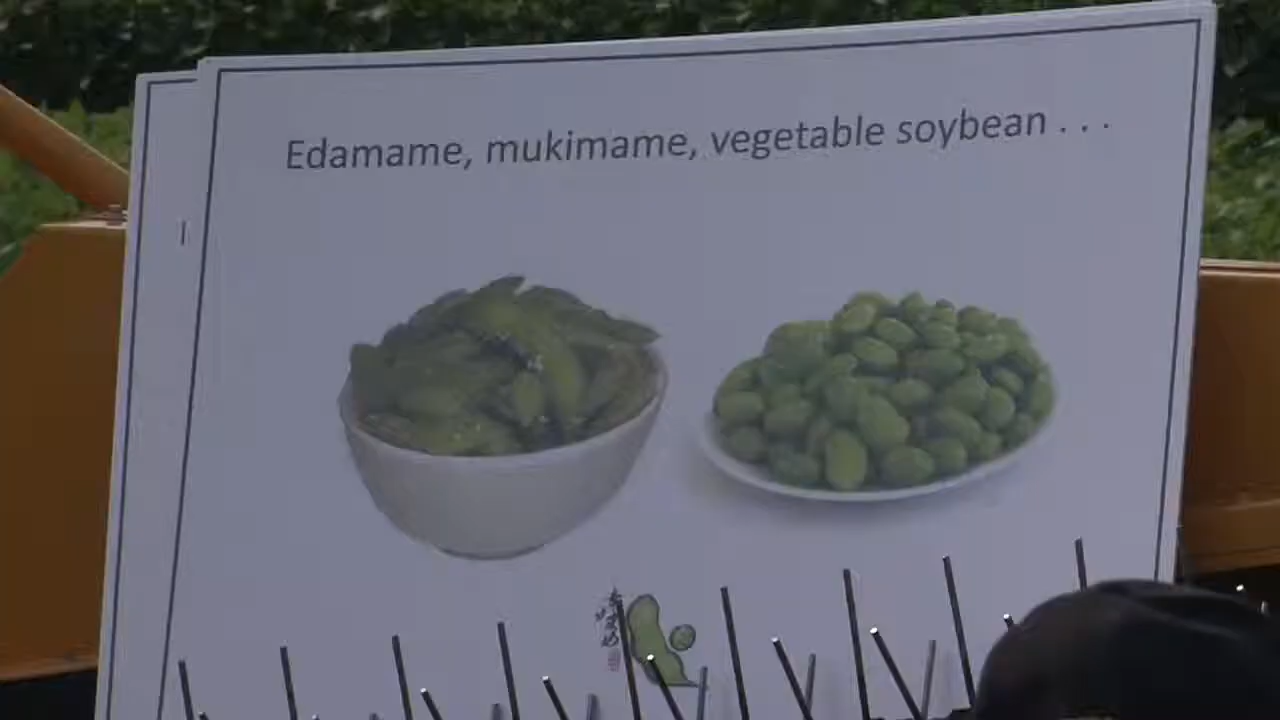 Edamame, mukimame, vegetable soybean . . .